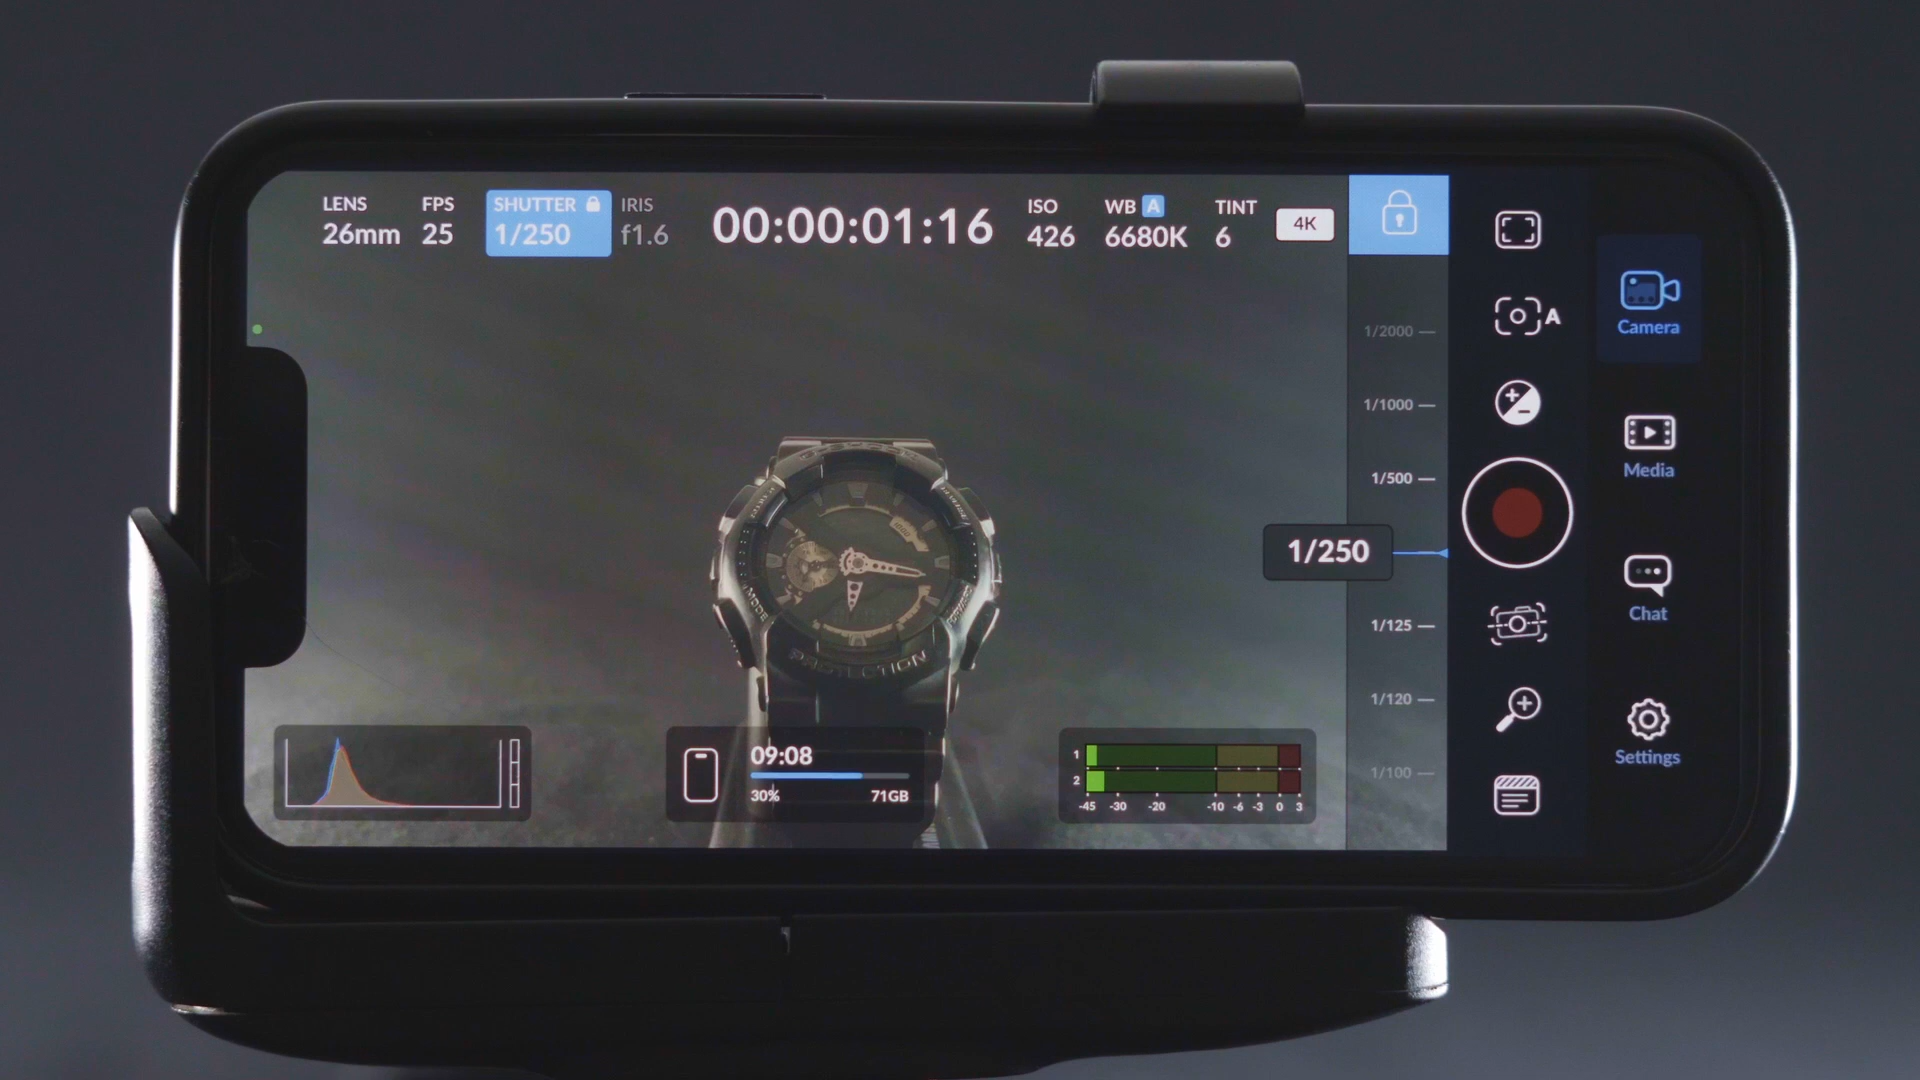 LENS FPS SHUTTER IRIS ISO WB A TINT
26mm 25 1/250 f1.6 00:00:01:16 426 6680K 6 4K
1/2000
1/1000
1/500
1/250
1/125
1/120
1/100
A
Camera
Media
Chat
Settings
MODE
PROTECTION
09:08
30% 71GB
1
2
-45 -30 -20 -10 -6 -3 0 3